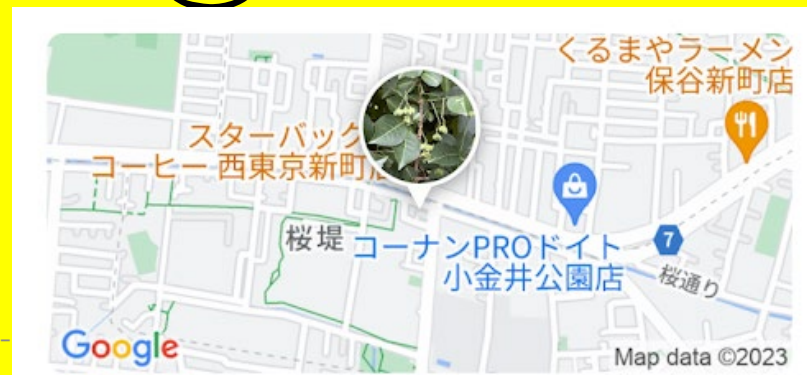 くるまやラーメン
保谷新町店
スターバック
コーヒー 西東京新町店
桜堤
コーナンPROドイト
小金井公園店
7
桜通り
Google
Map data ©2023